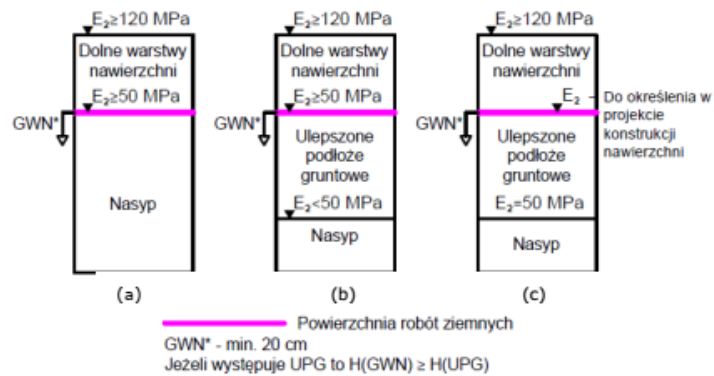 E₂≥120 MPa
Dolne warstwy
nawierzchni
E₂≥50 MPa
GWN*
Nasyp
(a)
E₂≥120 MPa
Dolne warstwy
nawierzchni
E₂≥50 MPa
GWN*
Ulepszone
podłoże
gruntowe
E₂<50 MPa
Nasyp
(b)
E₂≥120 MPa
Dolne warstwy
nawierzchni
E₂
Do określenia w
projekcie
konstrukcji
nawierzchni
GWN*
Ulepszone
podłoże
gruntowe
E₂=50 MPa
Nasyp
(c)
Powierzchnia robót ziemnych
GWN* - min. 20 cm
Jeżeli występuje UPG to H(GWN) ≥ H(UPG)